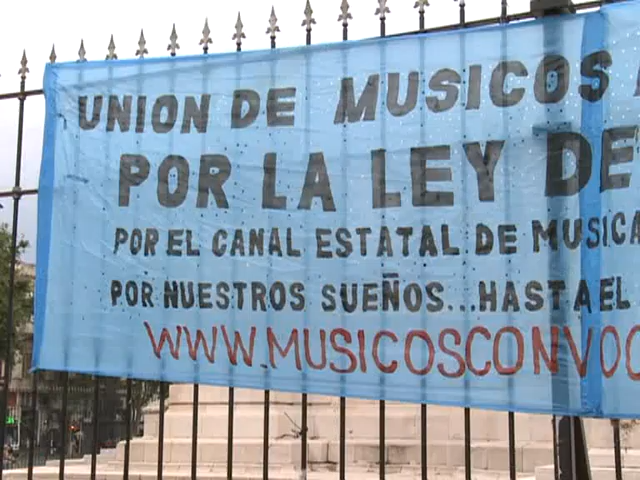 UNION DE MUSICOS
POR LA LEY DE
POR EL CANAL ESTATAL DE MUSICA
POR NUESTROS SUEÑOS...HASTA EL
WWW.MUSICOSCONVOC